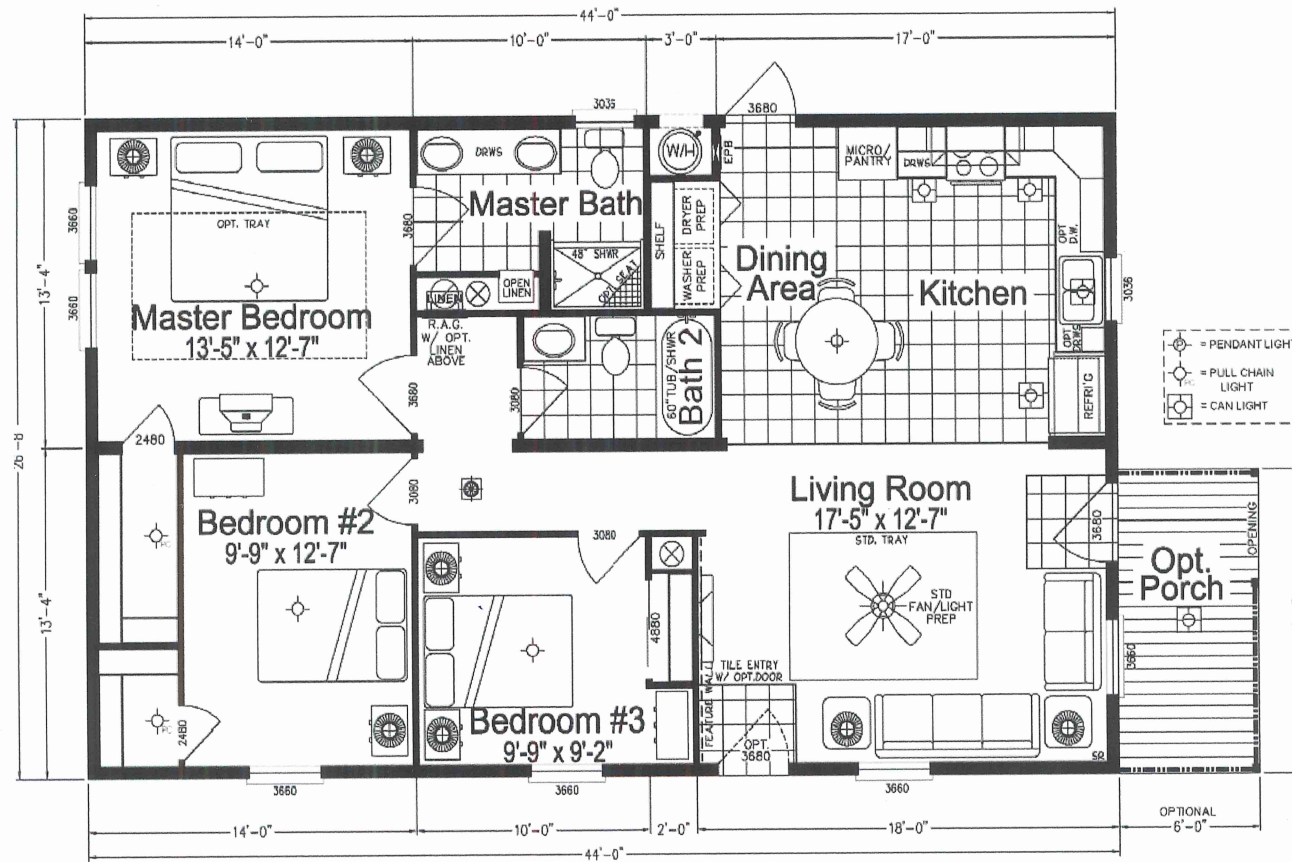 44'-0"
14'-0"
10'-0"
3'-0"
17'-0"
3035
3680
W/H
EPB
MICRO/
PANTRY
DRWS
DRWS
OPT. TRAY
3660
3660
13'-4"
26'-8
Master Bedroom
13'-5" x 12'-7"
3680
Master Bath
48" SHWR
OPT. SEAT
SHELF
DRYER
PREP
WASHER
PREP
LINEN
OPEN
LINEN
R.A.G.
W/ OPT.
LINEN
ABOVE
Dining
Area
Kitchen
OPT
D.W.
OPT
DRWS
3036
REFRI'G
60" TUB/SHWR
Bath 2
3080
3680
2480
= PENDANT LIGHT
PC
= PULL CHAIN
LIGHT
= CAN LIGHT
13'-4"
Bedroom #2
9'-9" x 12'-7"
PC
PC
2480
3080
3080
Living Room
17'-5" x 12'-7"
STD. TRAY
STD
FAN/LIGHT
PREP
3680
OPENING
Opt.
Porch
3660
4880
Bedroom #3
9'-9" x 9'-2"
FEATURE WALL
TILE ENTRY
W/ OPT.DOOR
OPT.
3680
SR
3660
3660
3660
14'-0"
10'-0"
2'-0"
18'-0"
OPTIONAL
6'-0"
44'-0"